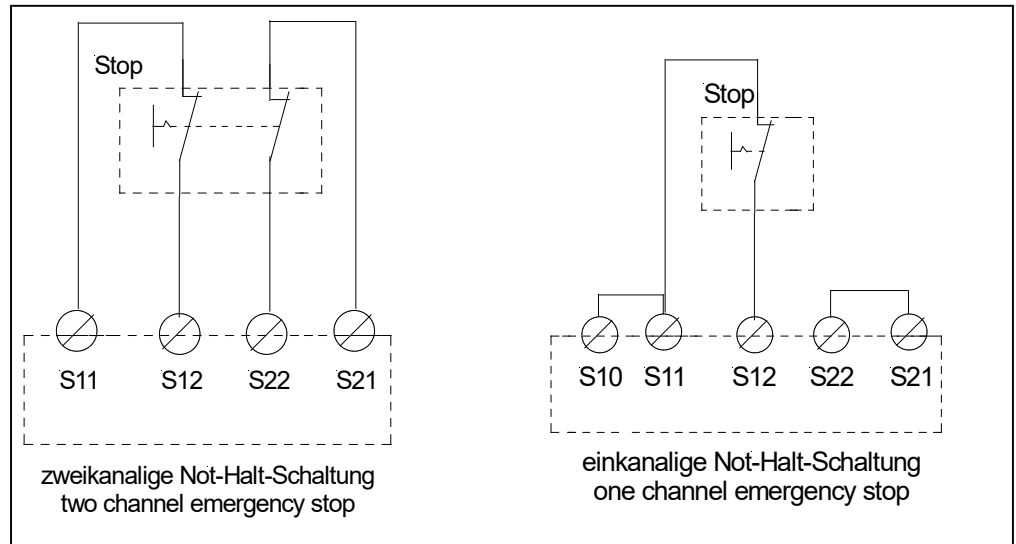 Stop
S11 S12 S22 S21
zweikanalige Not-Halt-Schaltung
two channel emergency stop
Stop
S10 S11 S12 S22 S21
einkanalige Not-Halt-Schaltung
one channel emergency stop